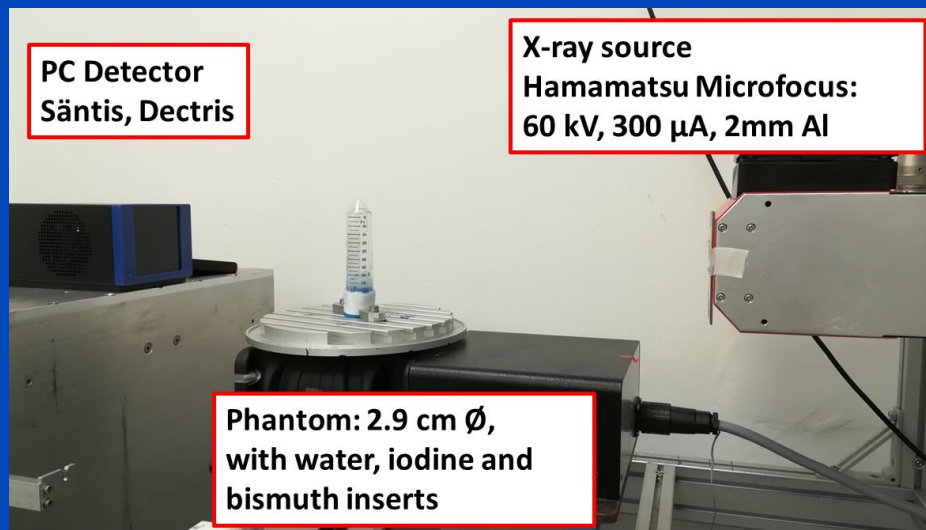 PC Detector
Säntis, Dectris
X-ray source
Hamamatsu Microfocus:
60 kV, 300 µA, 2mm Al
Phantom: 2.9 cm Ø,
with water, iodine and
bismuth inserts